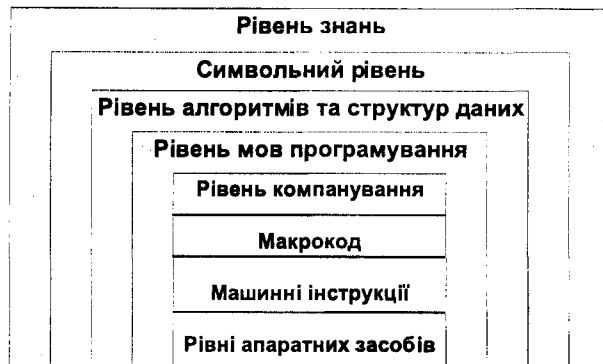 Рівень знань
Символьний рівень
Рівень алгоритмів та структур даних
Рівень мов програмування
Рівень компанування
Макрокод
Машинні інструкції
Рівні апаратних засобів